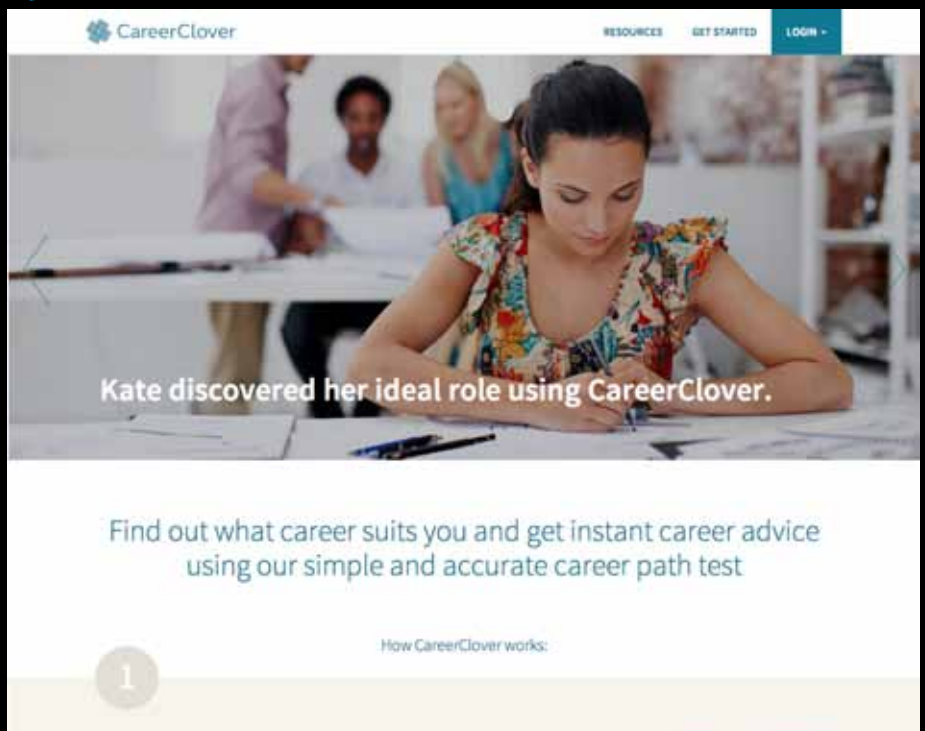 CareerClover
RESOURCES
GET STARTED
LOGIN
Kate discovered her ideal role using CareerClover.
Find out what career suits you and get instant career advice
using our simple and accurate career path test
How CareerClover works:
1